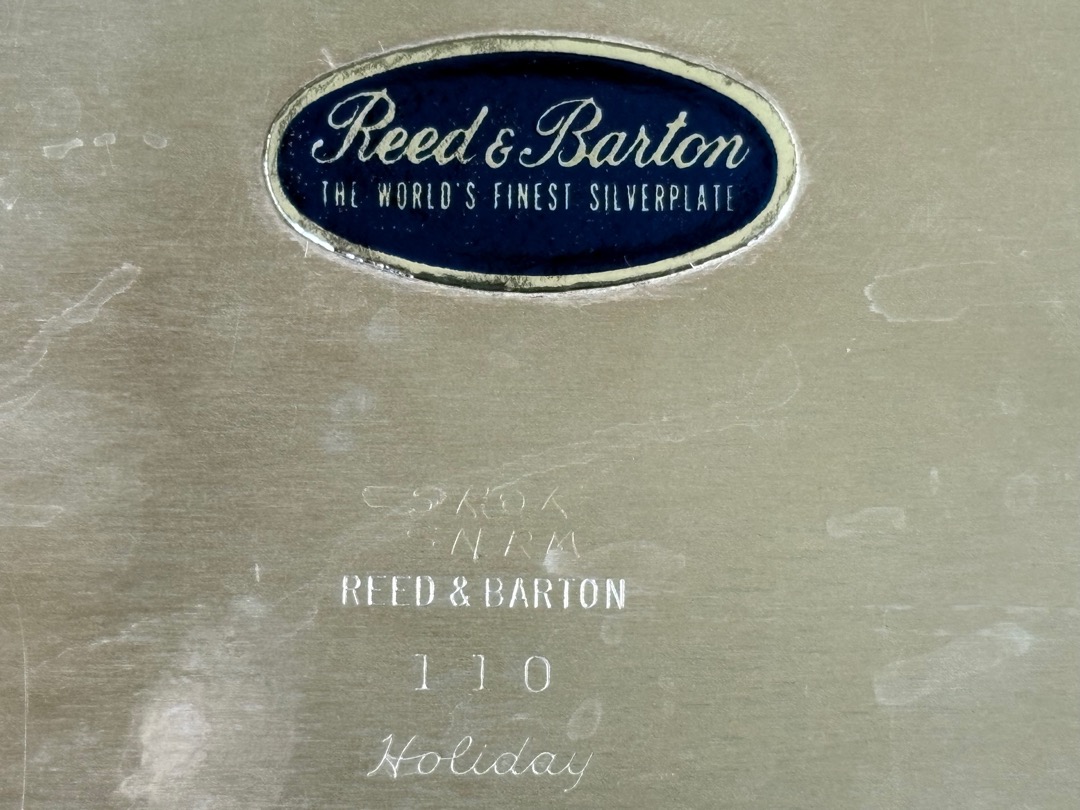 Reed & Barton
THE WORLD'S FINEST SILVERPLATE
REED & BARTON
110
Holiday